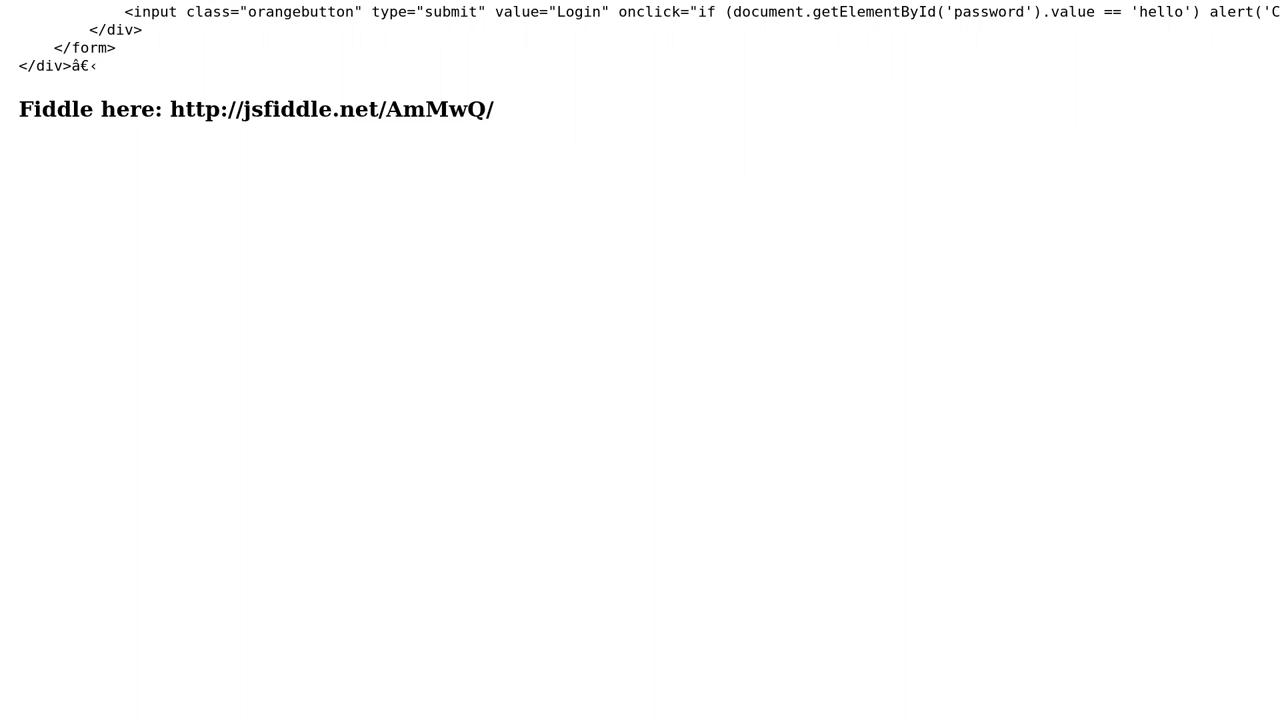 <input class="orangebutton" type="submit" value="Login" onclick="if (document.getElementById('password').value == 'hello') alert('C
</div>
</form>
</div>â€‹
Fiddle here: http://jsfiddle.net/AmMwQ/